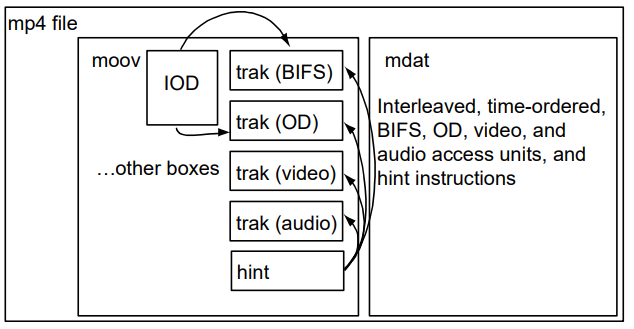 mp4 file
moov
IOD
trak (BIFS)
trak (OD)
…other boxes
trak (video)
trak (audio)
hint
mdat
Interleaved, time-ordered,
BIFS, OD, video, and
audio access units, and
hint instructions